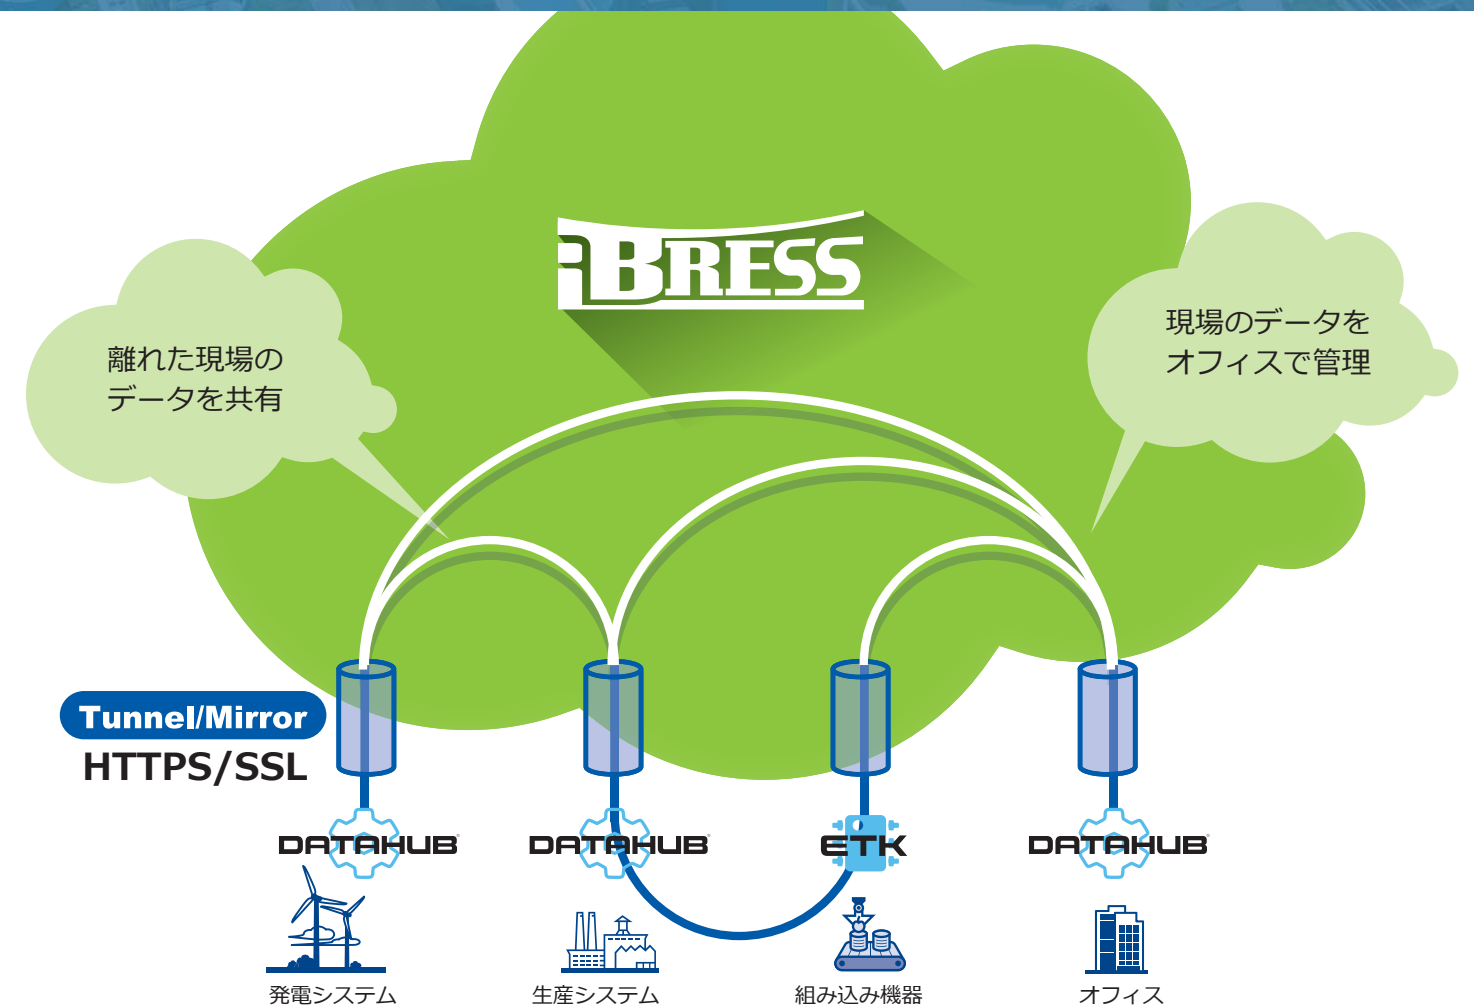 iBRESS
離れた現場の
データを共有
現場のデータを
オフィスで管理
Tunnel/Mirror
HTTPS/SSL
DATAHUB
DATAHUB
ETK
DATAHUB
発電システム
生産システム
組み込み機器
オフィス